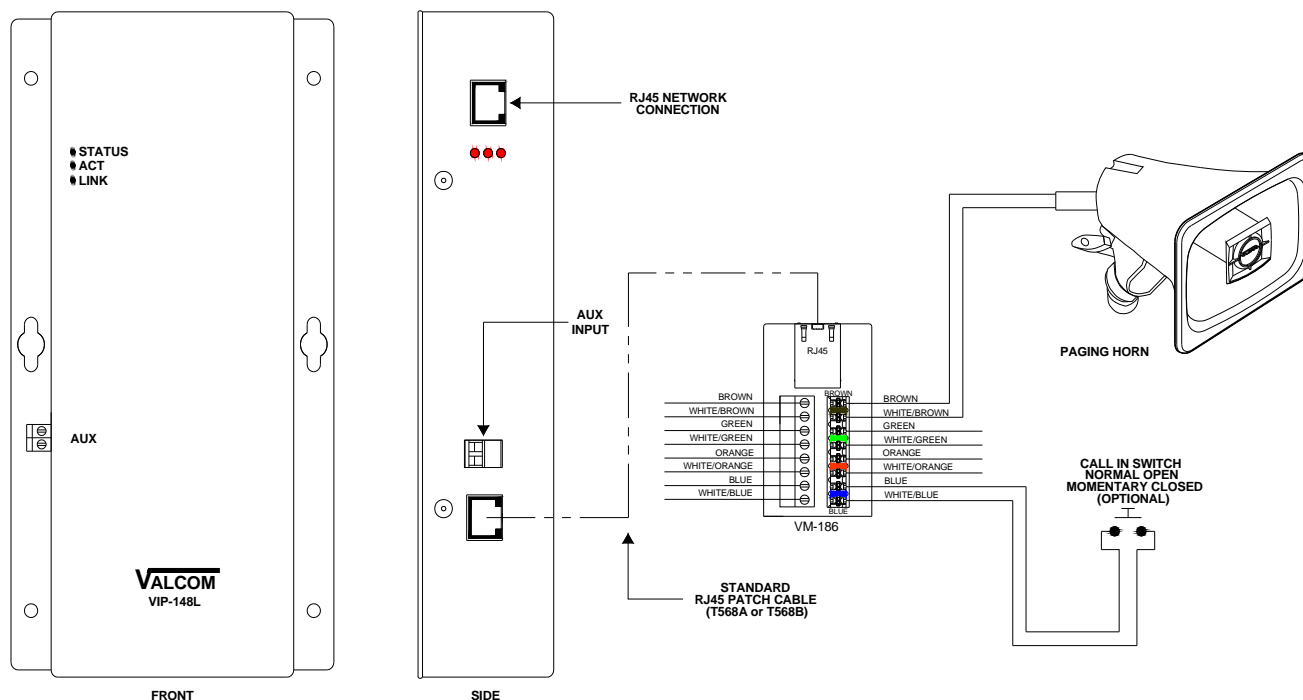 STATUS
ACT
LINK
AUX
VALCOM
VIP-148L
FRONT
RJ45 NETWORK
CONNECTION
AUX
INPUT
SIDE
STANDARD
RJ45 PATCH CABLE
(T568A or T568B)
RJ45
BROWN
BROWN
WHITE/BROWN
GREEN
WHITE/GREEN
ORANGE
WHITE/ORANGE
BLUE
WHITE/BLUE
BROWN
WHITE/BROWN
GREEN
WHITE/GREEN
ORANGE
WHITE/ORANGE
BLUE
WHITE/BLUE
BLUE
VM-186
PAGING HORN
CALL IN SWITCH
NORMAL OPEN
MOMENTARY CLOSED
(OPTIONAL)